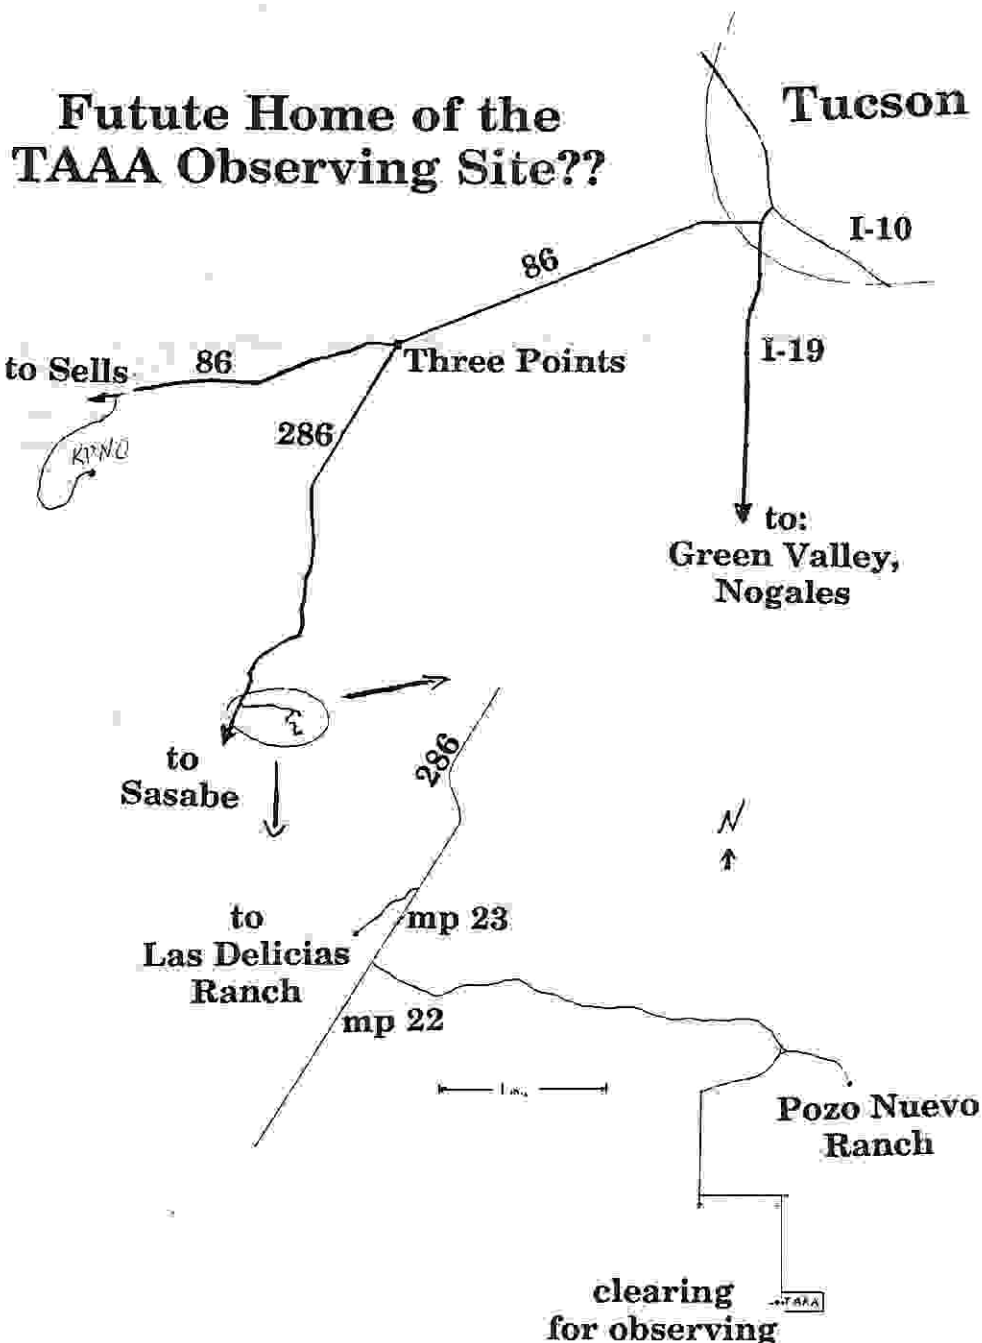 Futute Home of the
TAAA Observing Site??
Tucson
I-10
86
I-19
Three Points
86
to Sells
KPNO
286
to:
Green Valley,
Nogales
to
Sasabe
286
N
mp 23
to
Las Delicias
Ranch
mp 22
Pozo Nuevo
Ranch
clearing
for observing
TAAA